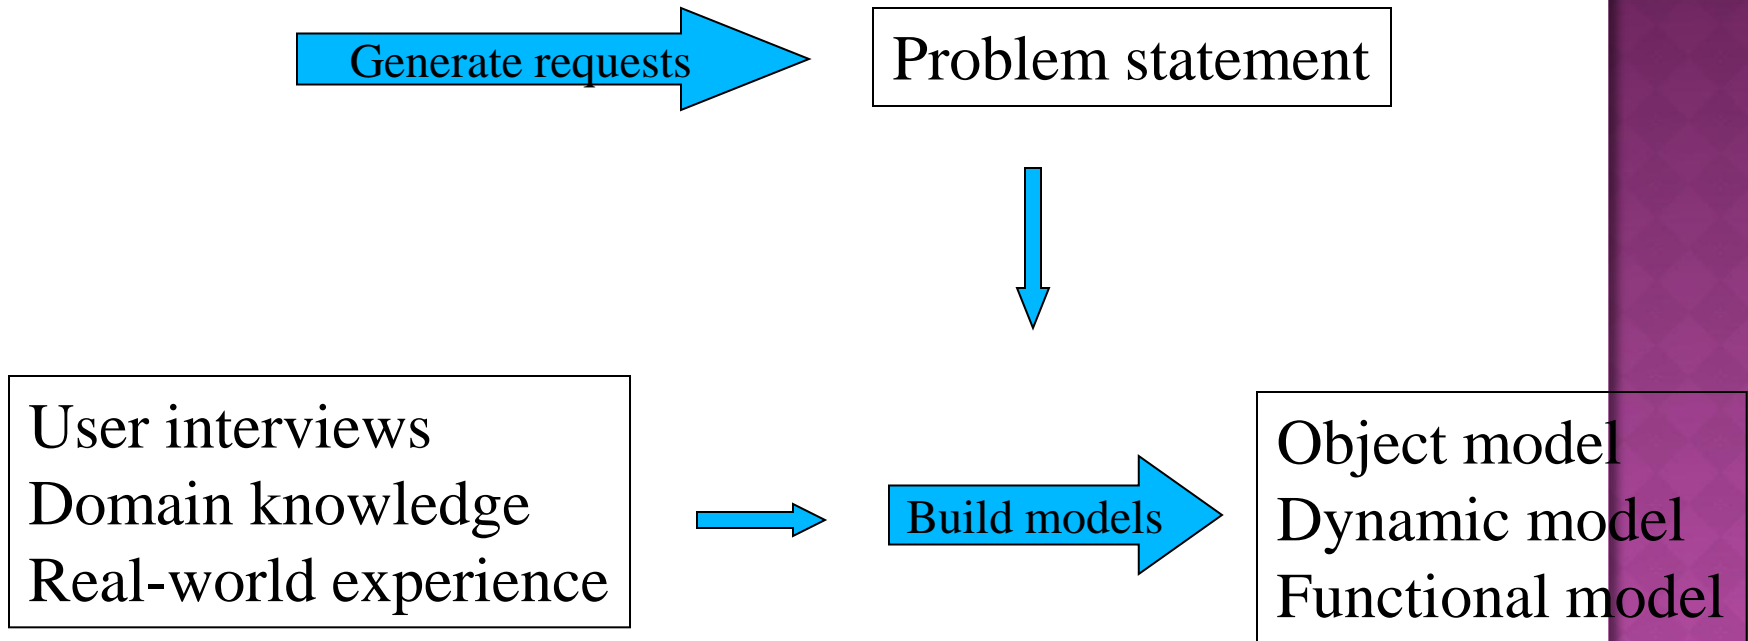 Generate requests
Problem statement
User interviews
Domain knowledge
Real-world experience
Build models
Object model
Dynamic model
Functional model